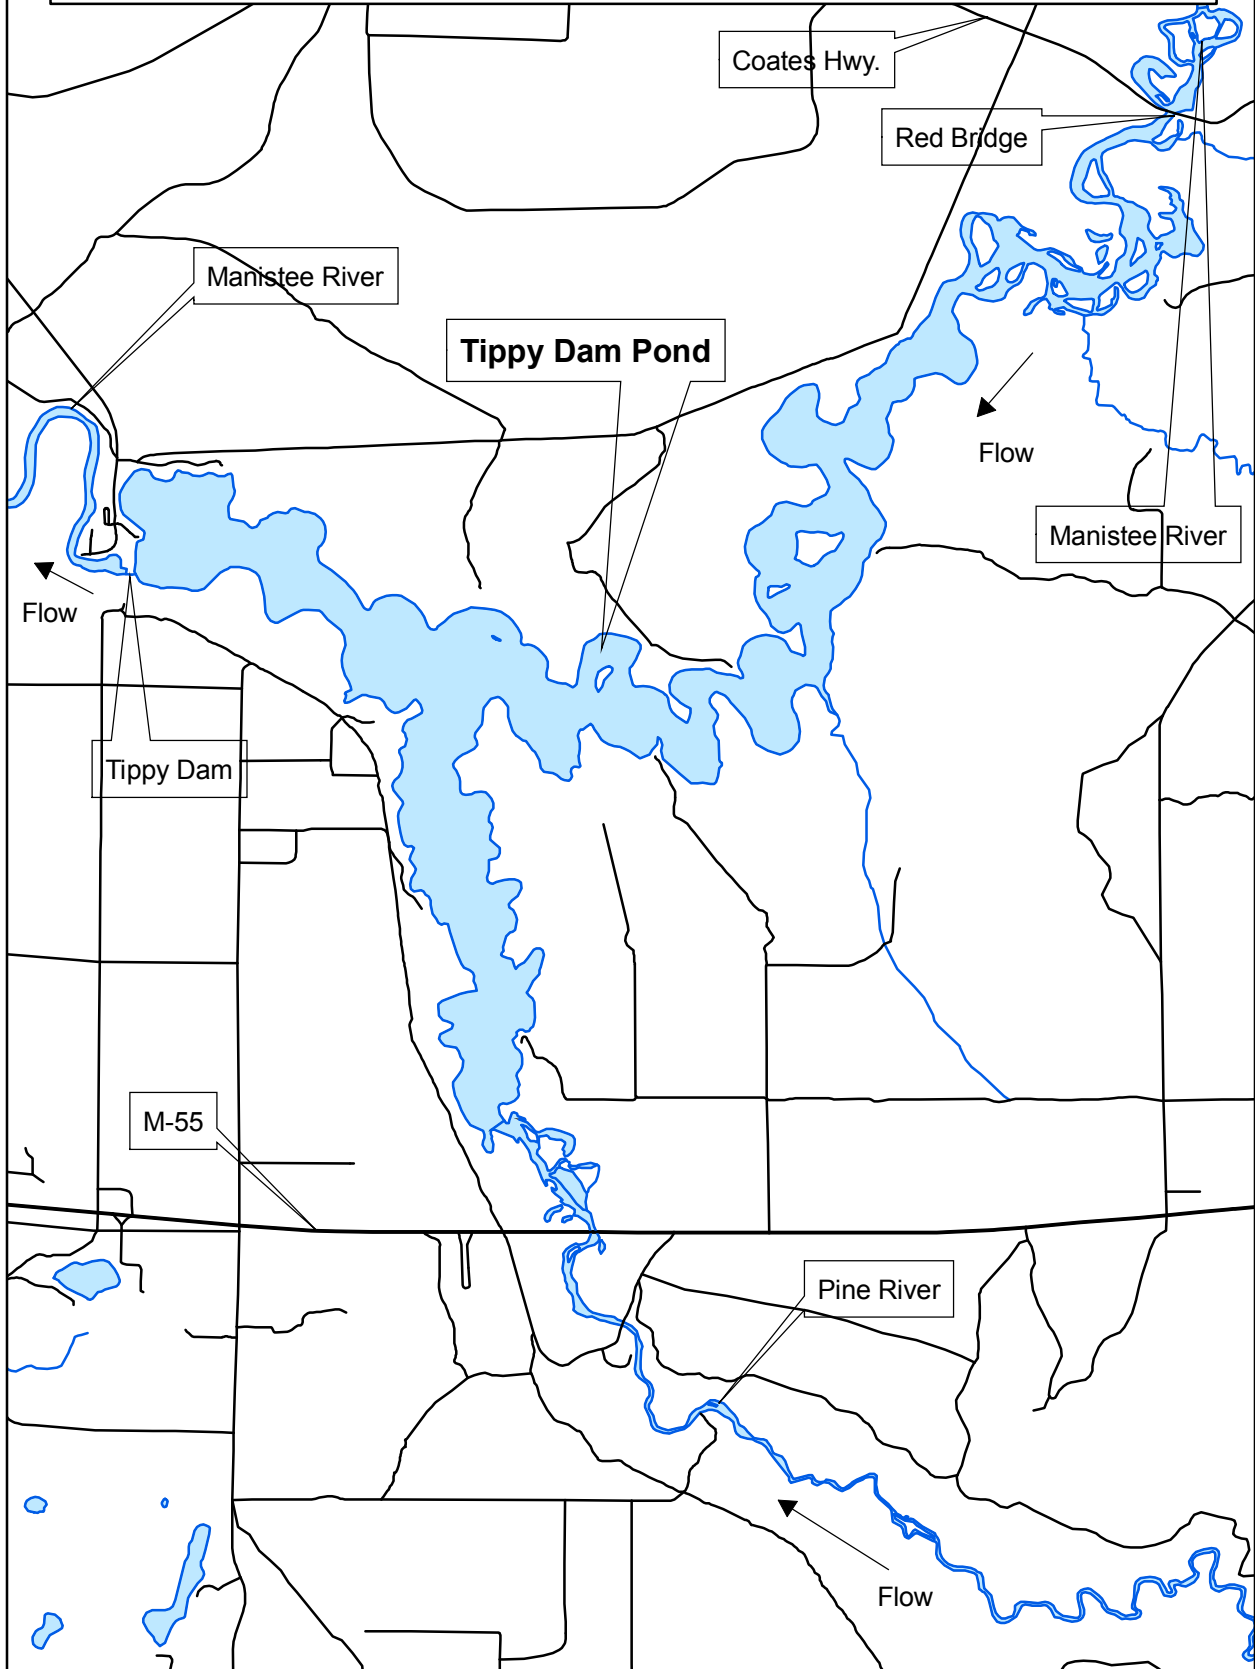 Coates Hwy.
Red Bridge
Manistee River
Tippy Dam Pond
Flow
Manistee River
Flow
Tippy Dam
M-55
Pine River
Flow